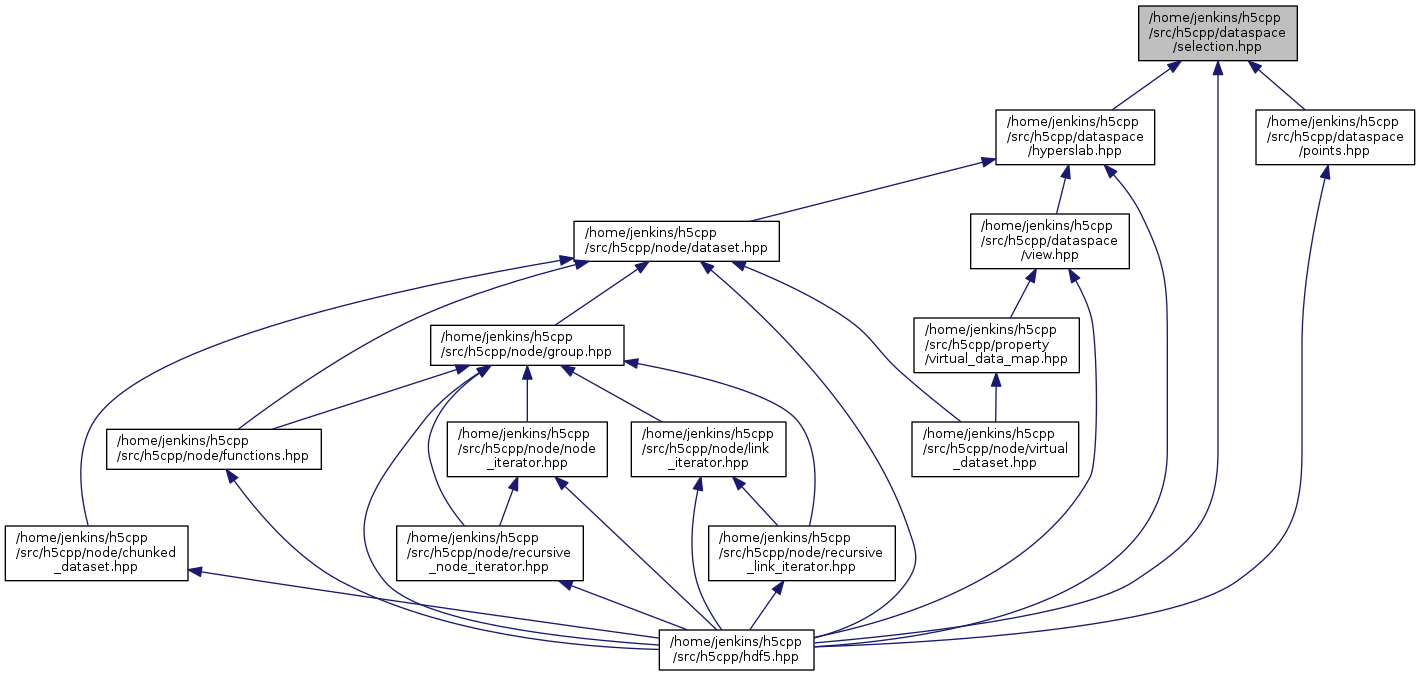 /home/jenkins/h5cpp
/src/h5cpp/dataspace
/selection.hpp
/home/jenkins/h5cpp
/src/h5cpp/dataspace
/hyperslab.hpp
/home/jenkins/h5cpp
/src/h5cpp/dataspace
/points.hpp
/home/jenkins/h5cpp
/src/h5cpp/node/dataset.hpp
/home/jenkins/h5cpp
/src/h5cpp/dataspace
/view.hpp
/home/jenkins/h5cpp
/src/h5cpp/node/group.hpp
/home/jenkins/h5cpp
/src/h5cpp/property
/virtual_data_map.hpp
/home/jenkins/h5cpp
/src/h5cpp/node/functions.hpp
/home/jenkins/h5cpp
/src/h5cpp/node/node
_iterator.hpp
/home/jenkins/h5cpp
/src/h5cpp/node/link
_iterator.hpp
/home/jenkins/h5cpp
/src/h5cpp/node/virtual
_dataset.hpp
/home/jenkins/h5cpp
/src/h5cpp/node/chunked
_dataset.hpp
/home/jenkins/h5cpp
/src/h5cpp/node/recursive
_node_iterator.hpp
/home/jenkins/h5cpp
/src/h5cpp/node/recursive
_link_iterator.hpp
/home/jenkins/h5cpp
/src/h5cpp/hdf5.hpp